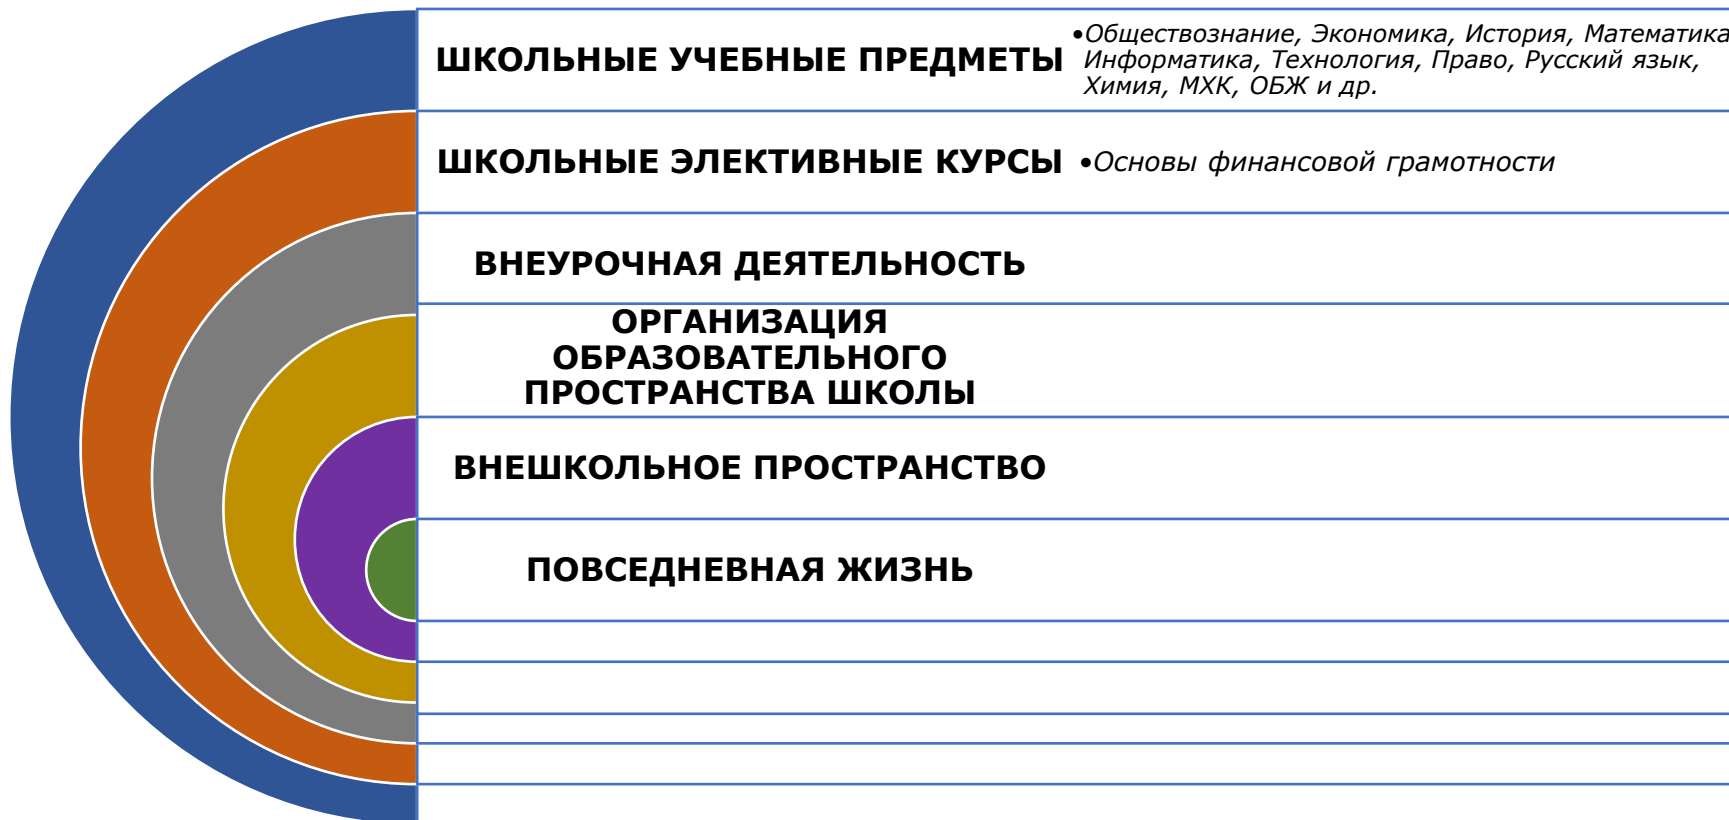 ШКОЛЬНЫЕ УЧЕБНЫЕ ПРЕДМЕТЫ
•Обществознание, Экономика, История, Математика
Информатика, Технология, Право, Русский язык,
Химия, МХК, ОБЖ и др.
ШКОЛЬНЫЕ ЭЛЕКТИВНЫЕ КУРСЫ
•Основы финансовой грамотности
ВНЕУРОЧНАЯ ДЕЯТЕЛЬНОСТЬ
ОРГАНИЗАЦИЯ
ОБРАЗОВАТЕЛЬНОГО
ПРОСТРАНСТВА ШКОЛЫ
ВНЕШКОЛЬНОЕ ПРОСТРАНСТВО
ПОВСЕДНЕВНАЯ ЖИЗНЬ